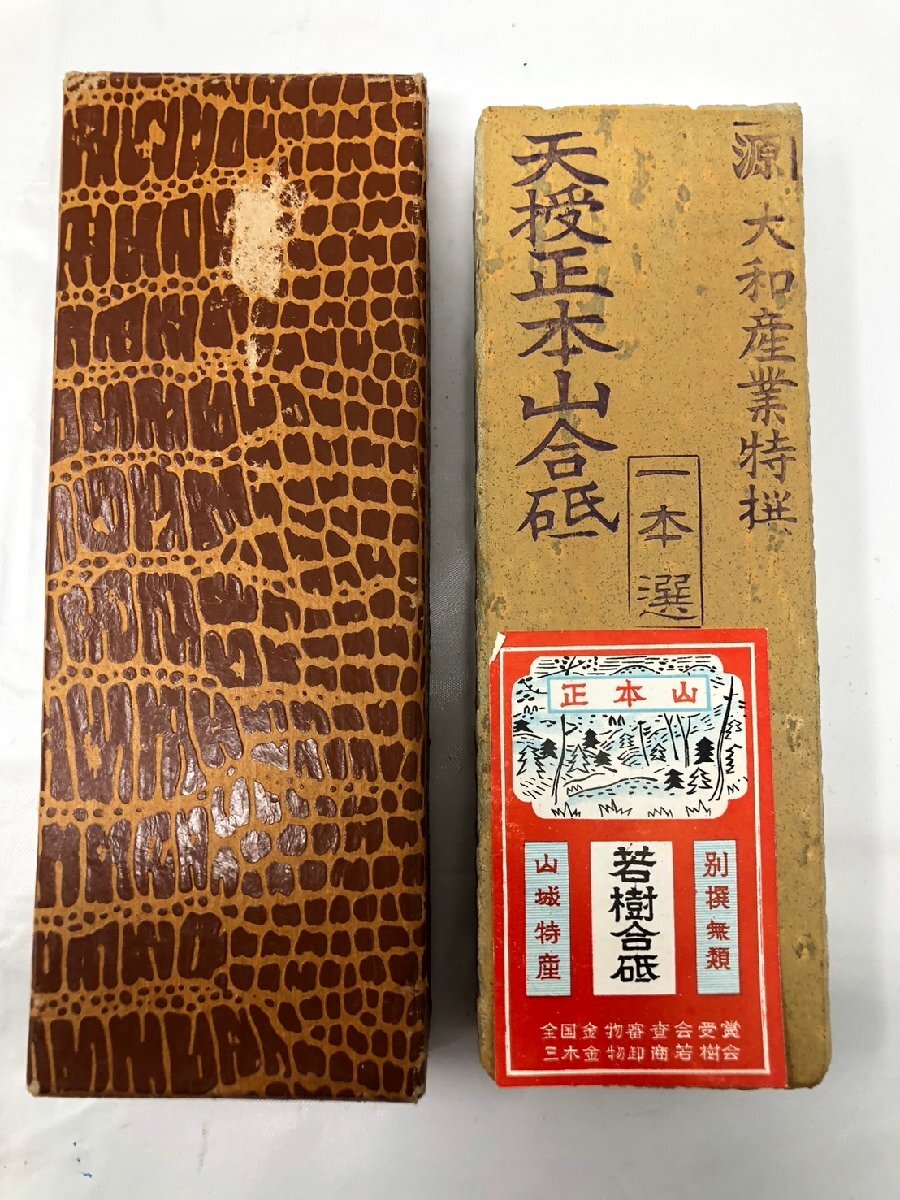 源
大和産業特撰
天授正本山合砥
一本選
正本山
別撰無類
若樹合砥
山城特産
全国金物審査会受賞
三木金物卸商若樹会